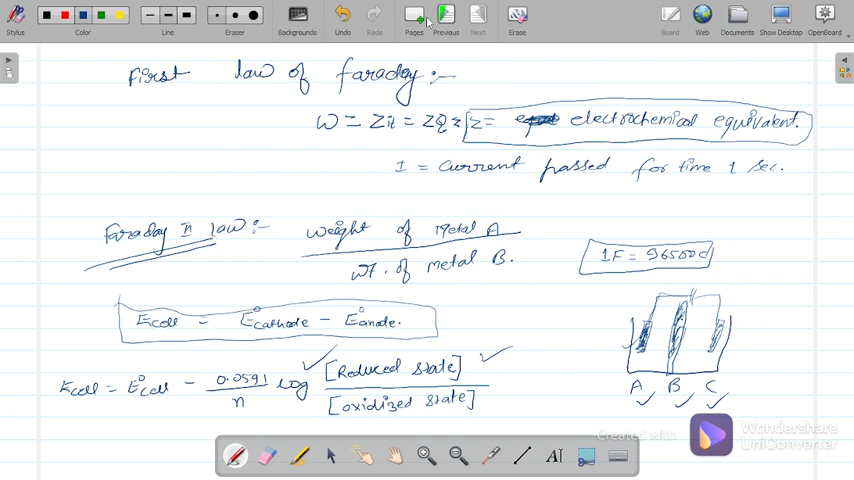 Stylus Lines Eraser Backgrounds Undo Redo Pages Previous Next Erase Board Web Documents Show Desktop OpenBoard
First law of faraday :-
W = Zit = ZQ
Z = electrochemical equivalent.
I = Current passed for time t sec.
Faraday II law :- Weight of Metal A
wt. of metal B.
1F = 96500C
Ecell = E°cathode - E°anode.
Ecell = E°cell - 0.0591 log [Reduced state]
n [oxidized state]
A B C
Created with
Wondershare
UniConverter